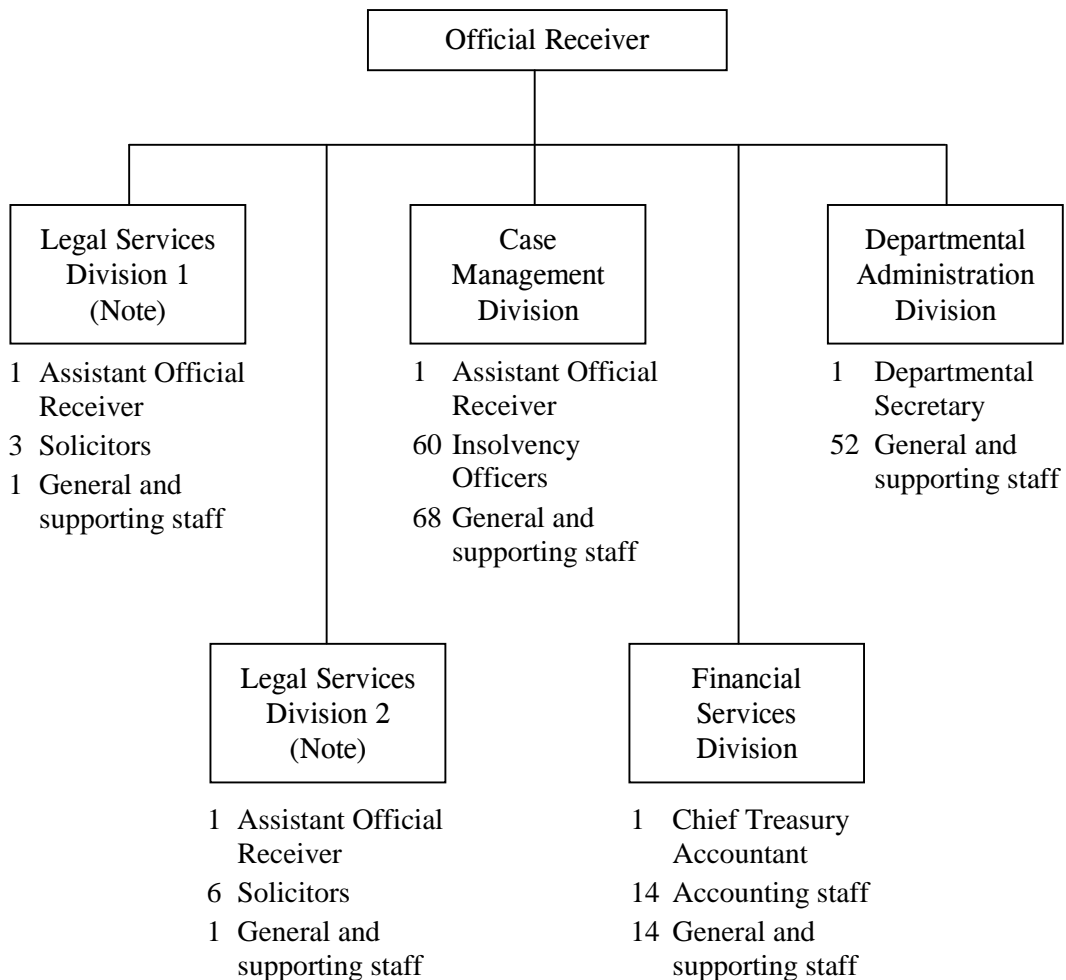 Official Receiver
Legal Services
Division 1
(Note)
1 Assistant Official
Receiver
3 Solicitors
1 General and
supporting staff
Case
Management
Division
1 Assistant Official
Receiver
60 Insolvency
Officers
68 General and
supporting staff
Departmental
Administration
Division
1 Departmental
Secretary
52 General and
supporting staff
Legal Services
Division 2
(Note)
1 Assistant Official
Receiver
6 Solicitors
1 General and
supporting staff
Financial
Services
Division
1 Chief Treasury
Accountant
14 Accounting staff
14 General and
supporting staff